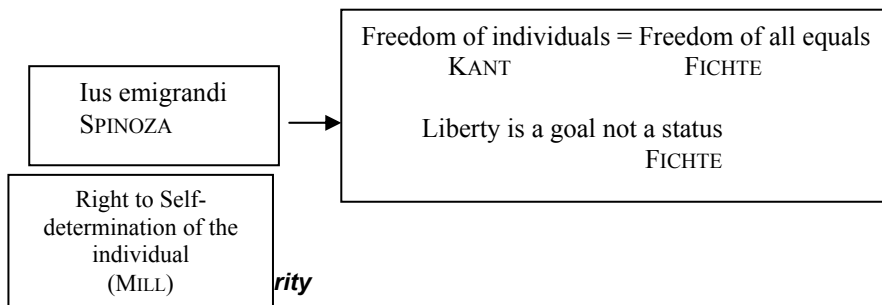 Ius emigrandi
SPINOZA
Freedom of individuals = Freedom of all equals
KANT FICHTE
Liberty is a goal not a status
FICHTE
Right to Self-
determination of the
individual
(MILL)
rity